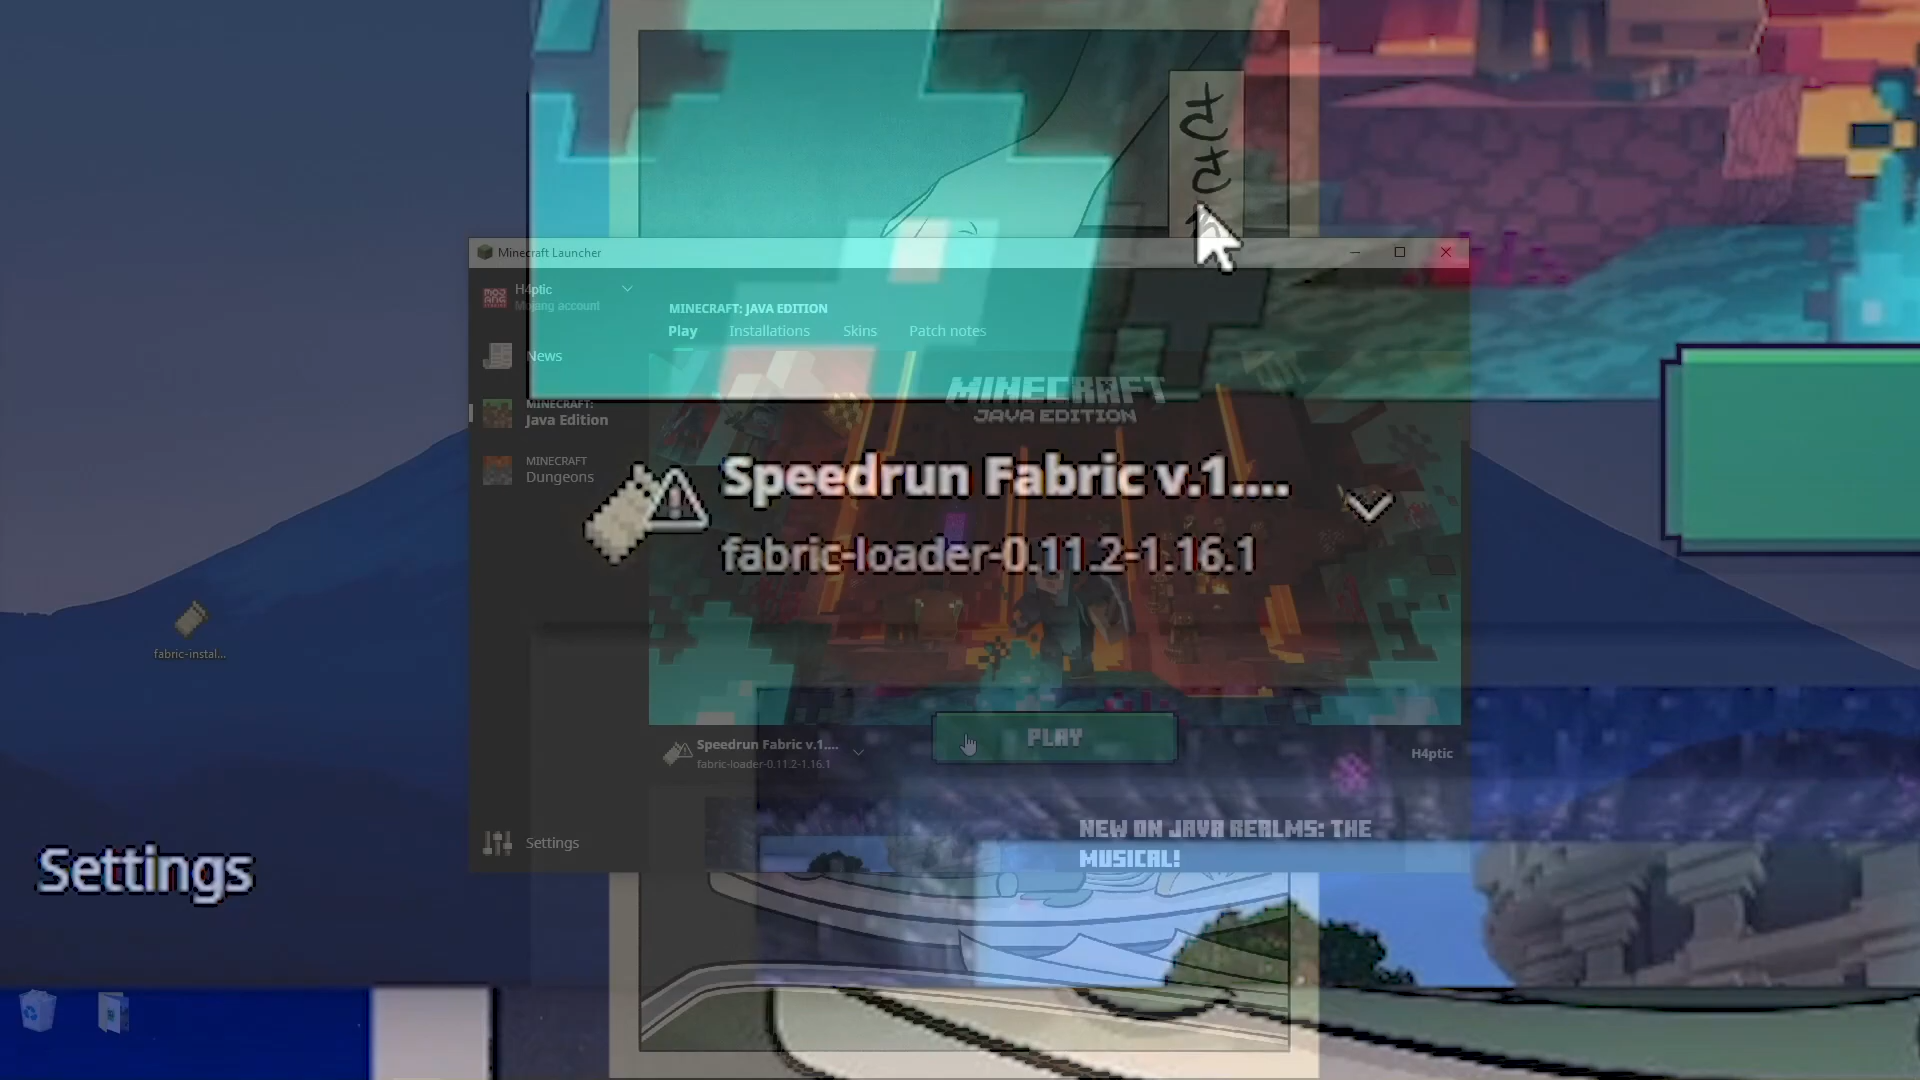 Minecraft Launcher
H4ptic
Mojang account
MINECRAFT: JAVA EDITION
Play Installations Skins Patch notes
News
MINECRAFT
JAVA EDITION
MINECRAFT:
Java Edition
MINECRAFT
Dungeons
Speedrun Fabric v.1....
fabric-loader-0.11.2-1.16.1
fabric-instal...
PLAY
Speedrun Fabric v.1....
fabric-loader-0.11.2-1.16.1
H4ptic
NEW ON JAVA REALMS: THE
MUSICAL!
Settings
Settings